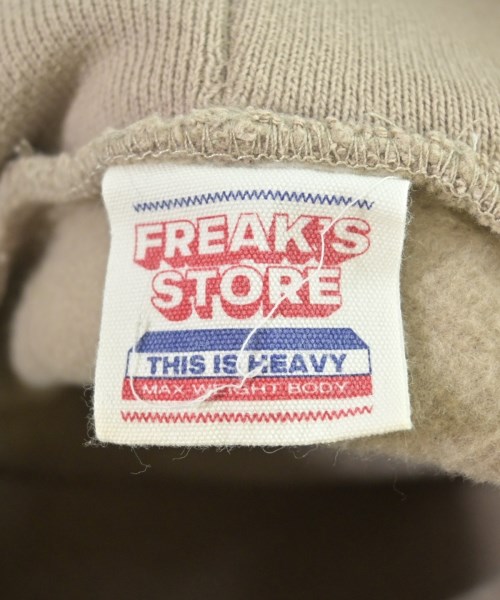 FREAK'S
STORE
THIS IS HEAVY
MAX WEIGHT BODY